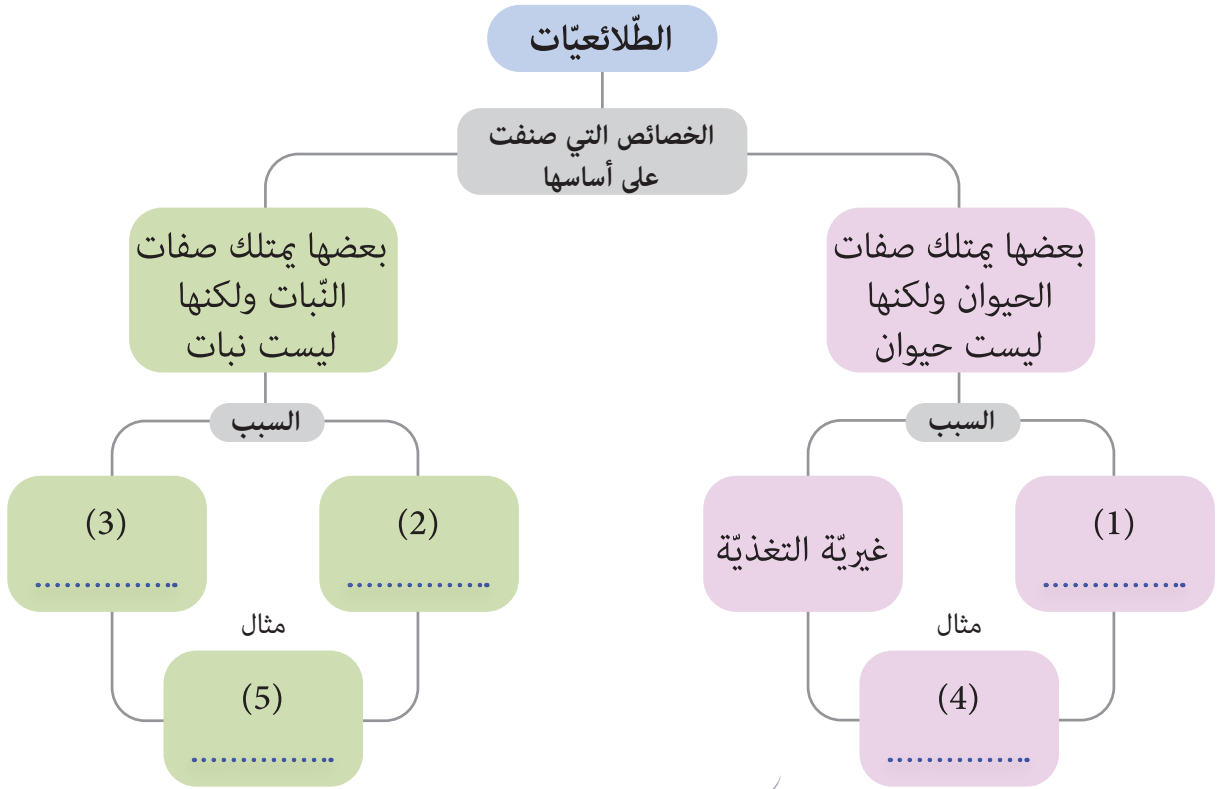 الطّلائعيّات
الخصائص التي صنفت
على أساسها
بعضها يمتلك صفات
الحيوان ولكنها
ليست حيوان
بعضها يمتلك صفات
النّبات ولكنها
ليست نبات
السبب
السبب
(1)
..............
غيريّة التغذيّة
(2)
..............
(3)
..............
مثال
مثال
(4)
..............
(5)
..............